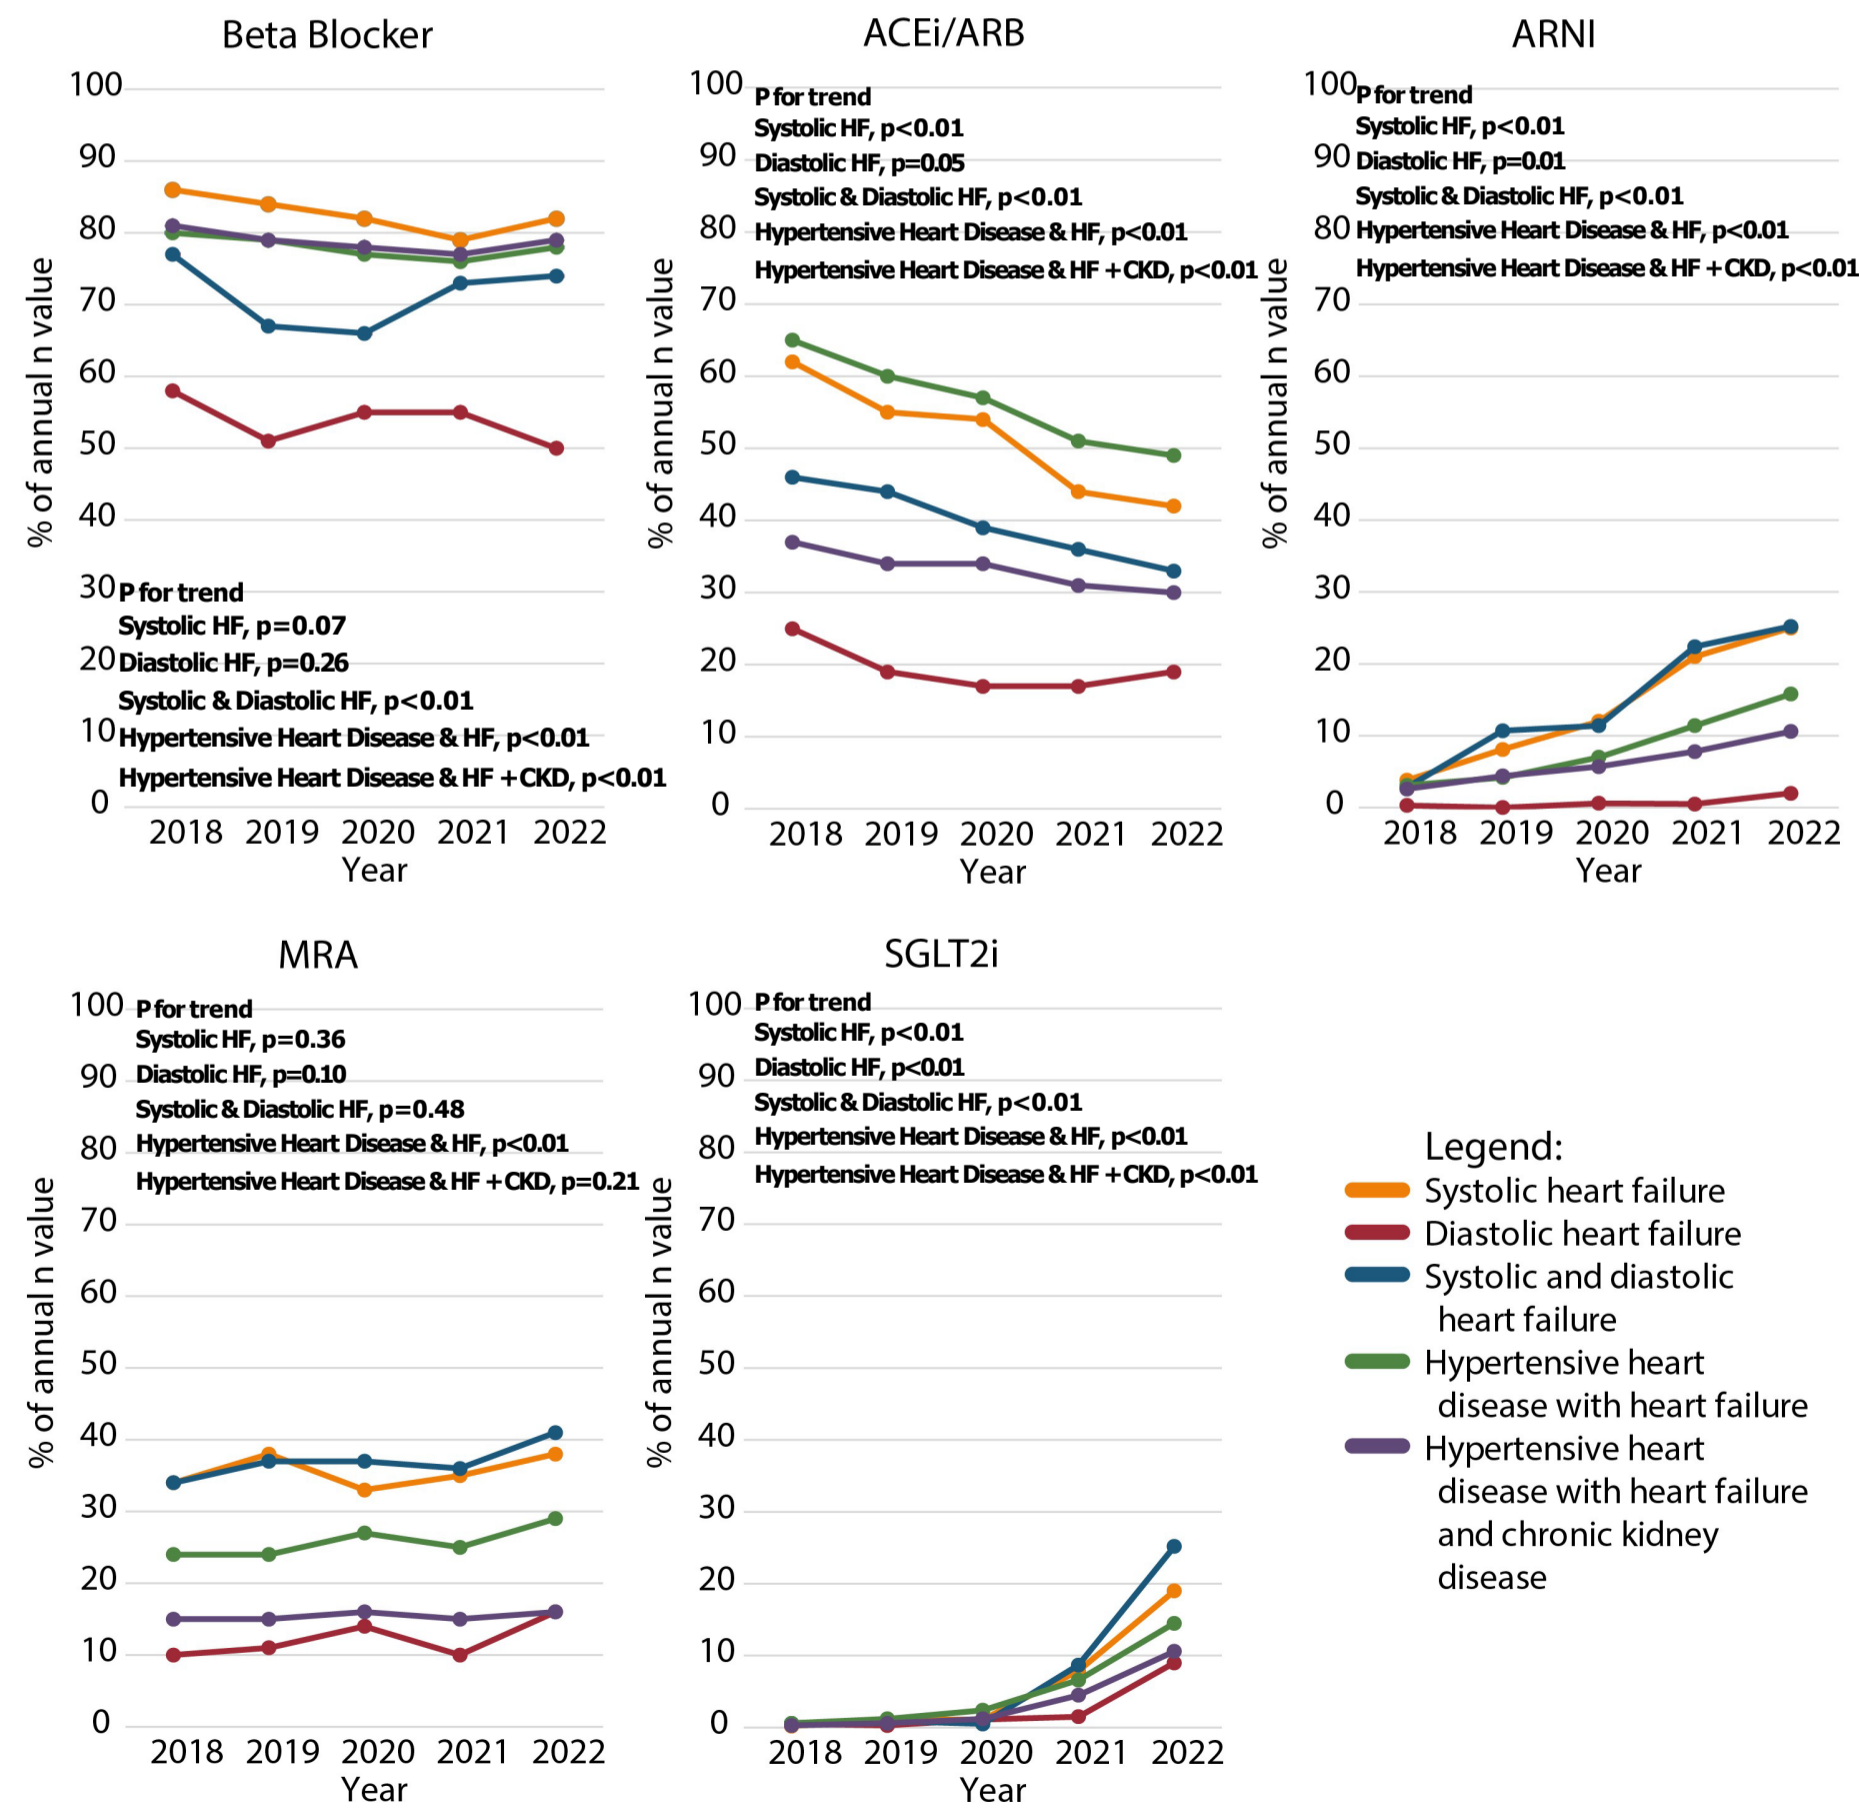 Beta Blocker
100
90
80
70
60
50
40
30
20
10
0
% of annual n value
P for trend
Systolic HF, p=0.07
Diastolic HF, p=0.26
Systolic & Diastolic HF, p<0.01
Hypertensive Heart Disease & HF, p<0.01
Hypertensive Heart Disease & HF + CKD, p<0.01
2018 2019 2020 2021 2022
Year
ACEi/ARB
100
90
80
70
60
50
40
30
20
10
0
% of annual n value
P for trend
Systolic HF, p<0.01
Diastolic HF, p=0.05
Systolic & Diastolic HF, p<0.01
Hypertensive Heart Disease & HF, p<0.01
Hypertensive Heart Disease & HF + CKD, p<0.01
2018 2019 2020 2021 2022
Year
ARNI
100
90
80
70
60
50
40
30
20
10
0
% of annual n value
P for trend
Systolic HF, p<0.01
Diastolic HF, p=0.01
Systolic & Diastolic HF, p<0.01
Hypertensive Heart Disease & HF, p<0.01
Hypertensive Heart Disease & HF + CKD, p<0.01
2018 2019 2020 2021 2022
Year
MRA
100
90
80
70
60
50
40
30
20
10
0
% of annual n value
P for trend
Systolic HF, p=0.36
Diastolic HF, p=0.10
Systolic & Diastolic HF, p=0.48
Hypertensive Heart Disease & HF, p<0.01
Hypertensive Heart Disease & HF + CKD, p=0.21
2018 2019 2020 2021 2022
Year
SGLT2i
100
90
80
70
60
50
40
30
20
10
0
% of annual n value
P for trend
Systolic HF, p<0.01
Diastolic HF, p<0.01
Systolic & Diastolic HF, p<0.01
Hypertensive Heart Disease & HF, p<0.01
Hypertensive Heart Disease & HF + CKD, p<0.01
2018 2019 2020 2021 2022
Year
Legend:
Systolic heart failure
Diastolic heart failure
Systolic and diastolic
heart failure
Hypertensive heart
disease with heart failure
Hypertensive heart
disease with heart failure
and chronic kidney
disease